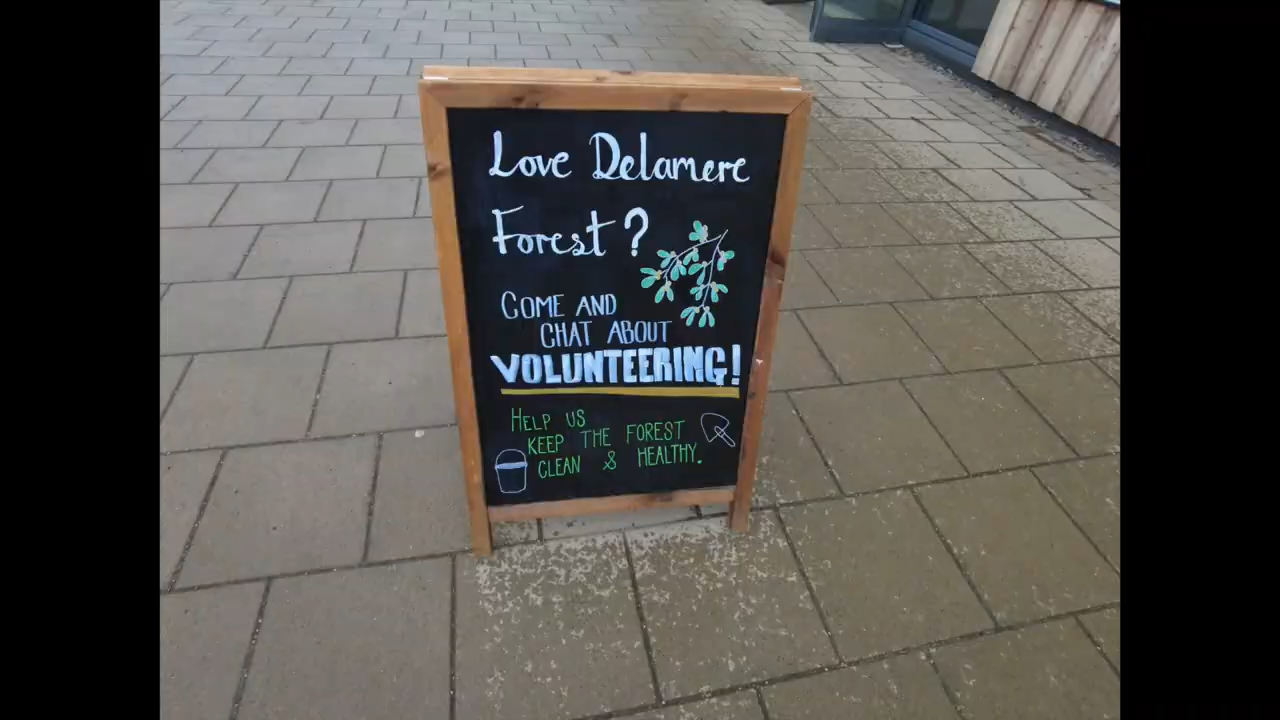 Love Delamere
Forest?
COME AND
CHAT ABOUT
VOLUNTEERING!
HELP US
KEEP THE FOREST
CLEAN & HEALTHY.